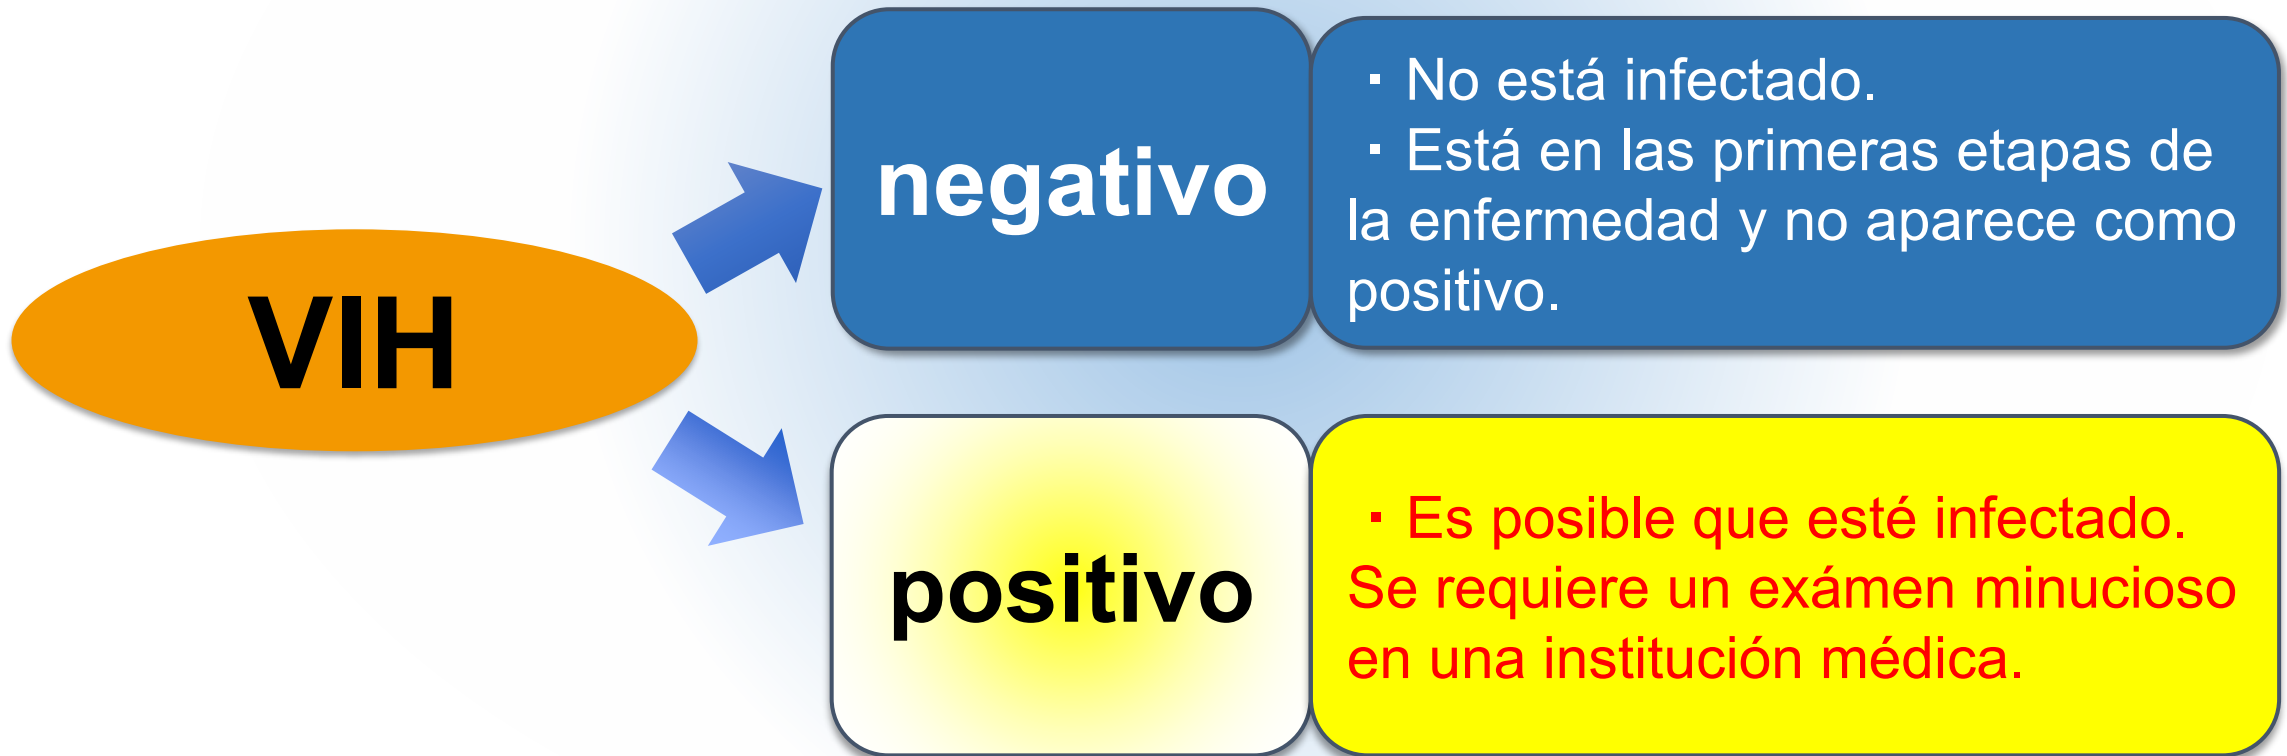 VIH
negativo
・No está infectado.
・Está en las primeras etapas de
la enfermedad y no aparece como
positivo.
positivo
・Es posible que esté infectado.
Se requiere un exámen minucioso
en una institución médica.